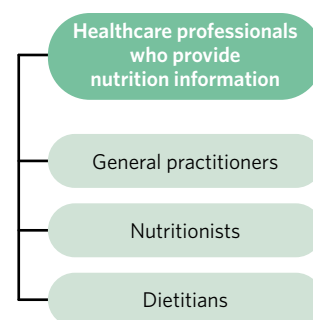 Healthcare professionals
who provide
nutrition information
General practitioners
Nutritionists
Dietitians